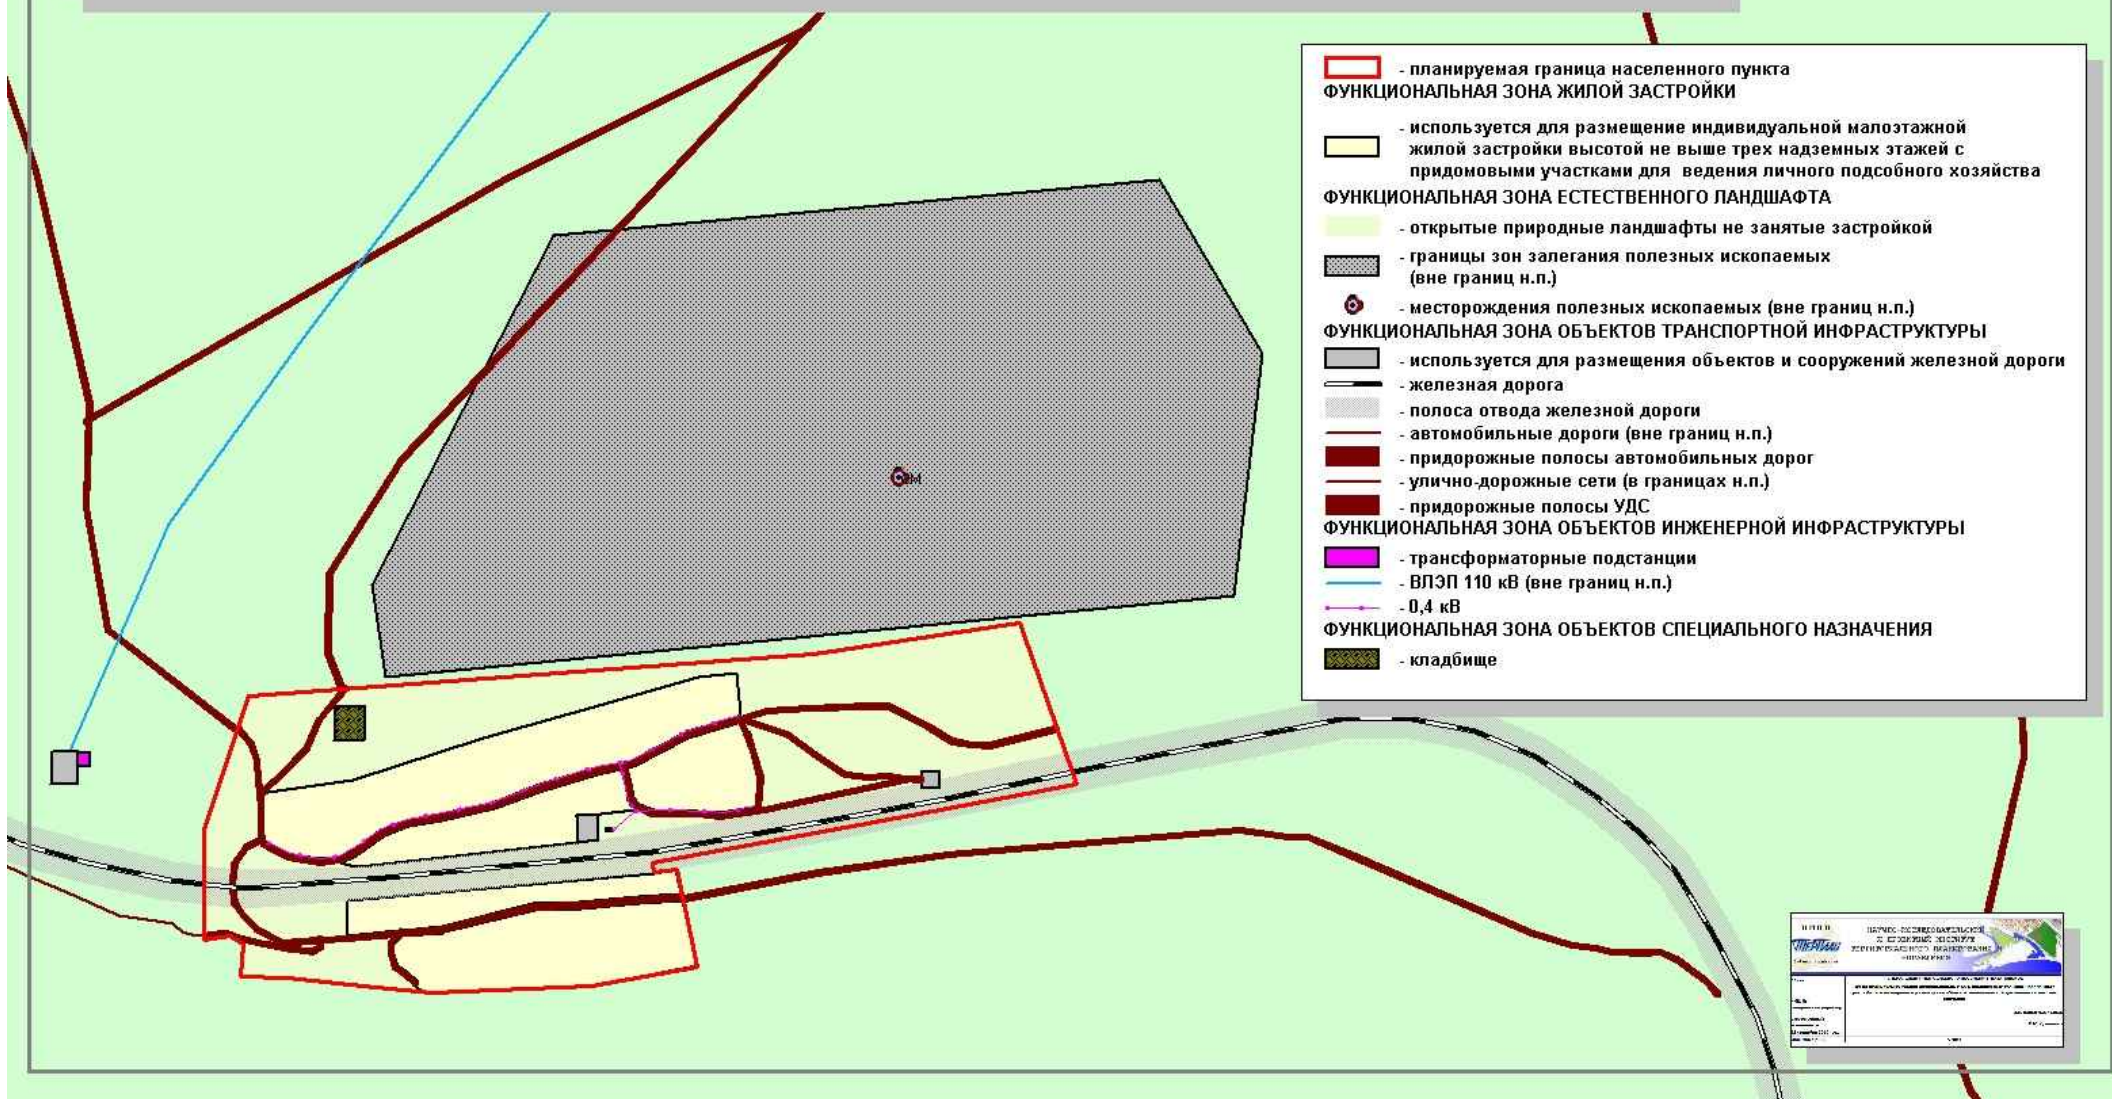 - планируемая граница населенного пункта
ФУНКЦИОНАЛЬНАЯ ЗОНА ЖИЛОЙ ЗАСТРОЙКИ
- используется для размещение индивидуальной малоэтажной
жилой застройки высотой не выше трех надземных этажей с
придомовыми участками для ведения личного подсобного хозяйства
ФУНКЦИОНАЛЬНАЯ ЗОНА ЕСТЕСТВЕННОГО ЛАНДШАФТА
- открытые природные ландшафты не занятые застройкой
- границы зон залегания полезных ископаемых
(вне границ н.п.)
- месторождения полезных ископаемых (вне границ н.п.)
ФУНКЦИОНАЛЬНАЯ ЗОНА ОБЪЕКТОВ ТРАНСПОРТНОЙ ИНФРАСТРУКТУРЫ
- используется для размещения объектов и сооружений железной дороги
- железная дорога
- полоса отвода железной дороги
- автомобильные дороги (вне границ н.п.)
- придорожные полосы автомобильных дорог
- улично-дорожные сети (в границах н.п.)
- придорожные полосы УДС
ФУНКЦИОНАЛЬНАЯ ЗОНА ОБЪЕКТОВ ИНЖЕНЕРНОЙ ИНФРАСТРУКТУРЫ
- трансформаторные подстанции
- ВЛЭП 110 кВ (вне границ н.п.)
- 0,4 кВ
ФУНКЦИОНАЛЬНАЯ ЗОНА ОБЪЕКТОВ СПЕЦИАЛЬНОГО НАЗНАЧЕНИЯ
- кладбище